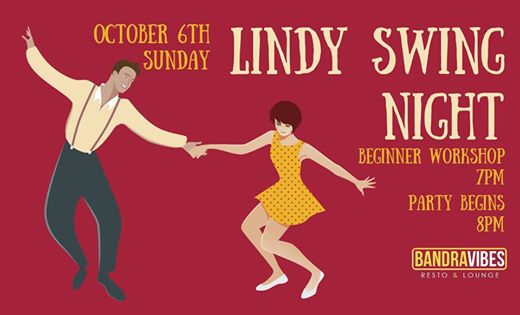 OCTOBER 6TH
SUNDAY
LINDY SWING
NIGHT
BEGINNER WORKSHOP
7PM
PARTY BEGINS
8PM
BANDRAVIBES
RESTO & LOUNGE